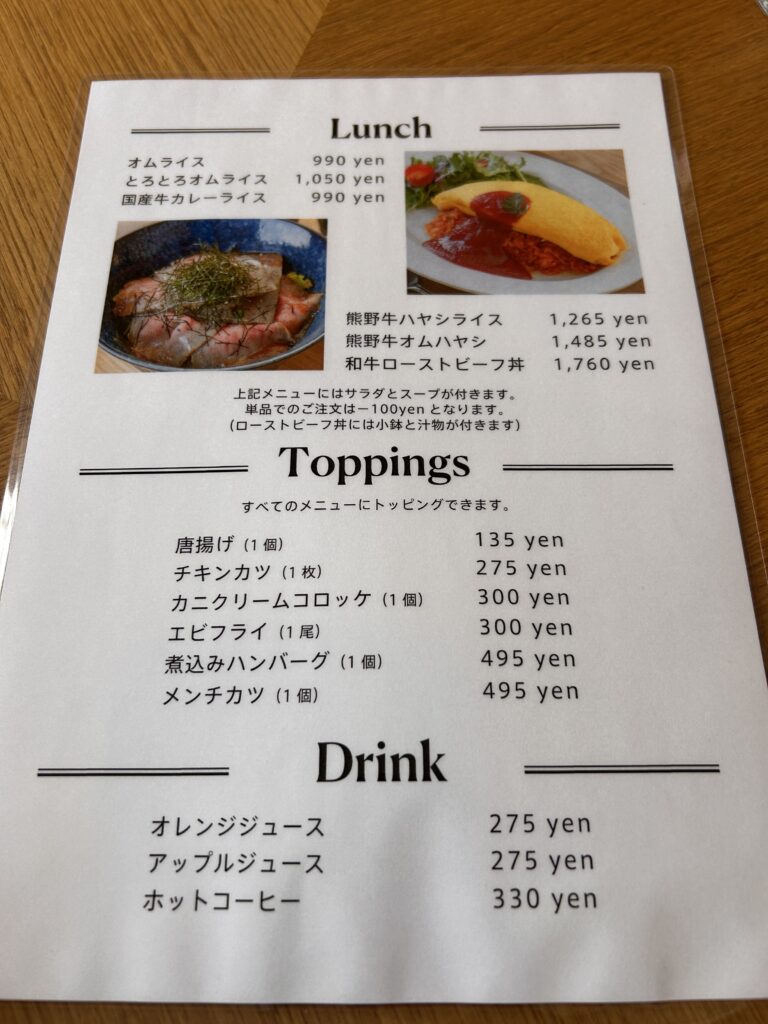 Lunch
オムライス 990 yen
とろとろオムライス 1,050 yen
国産牛カレーライス 990 yen
熊野牛ハヤシライス 1,265 yen
熊野牛オムハヤシ 1,485 yen
和牛ローストビーフ丼 1,760 yen
上記メニューにはサラダとスープが付きます。
単品でのご注文は－100yen となります。
(ローストビーフ丼には小鉢と汁物が付きます)
Toppings
すべてのメニューにトッピングできます。
唐揚げ (1 個) 135 yen
チキンカツ (1 枚) 275 yen
カニクリームコロッケ (1 個) 300 yen
エビフライ (1 尾) 300 yen
煮込みハンバーグ (1 個) 495 yen
メンチカツ (1 個) 495 yen
Drink
オレンジジュース 275 yen
アップルジュース 275 yen
ホットコーヒー 330 yen